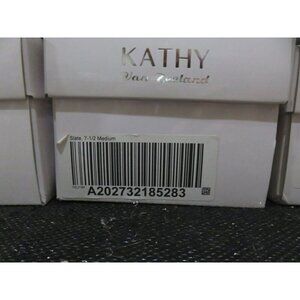 KATHY
Van Zeeland
Slate, 7-1/2 Medium
A202732185283